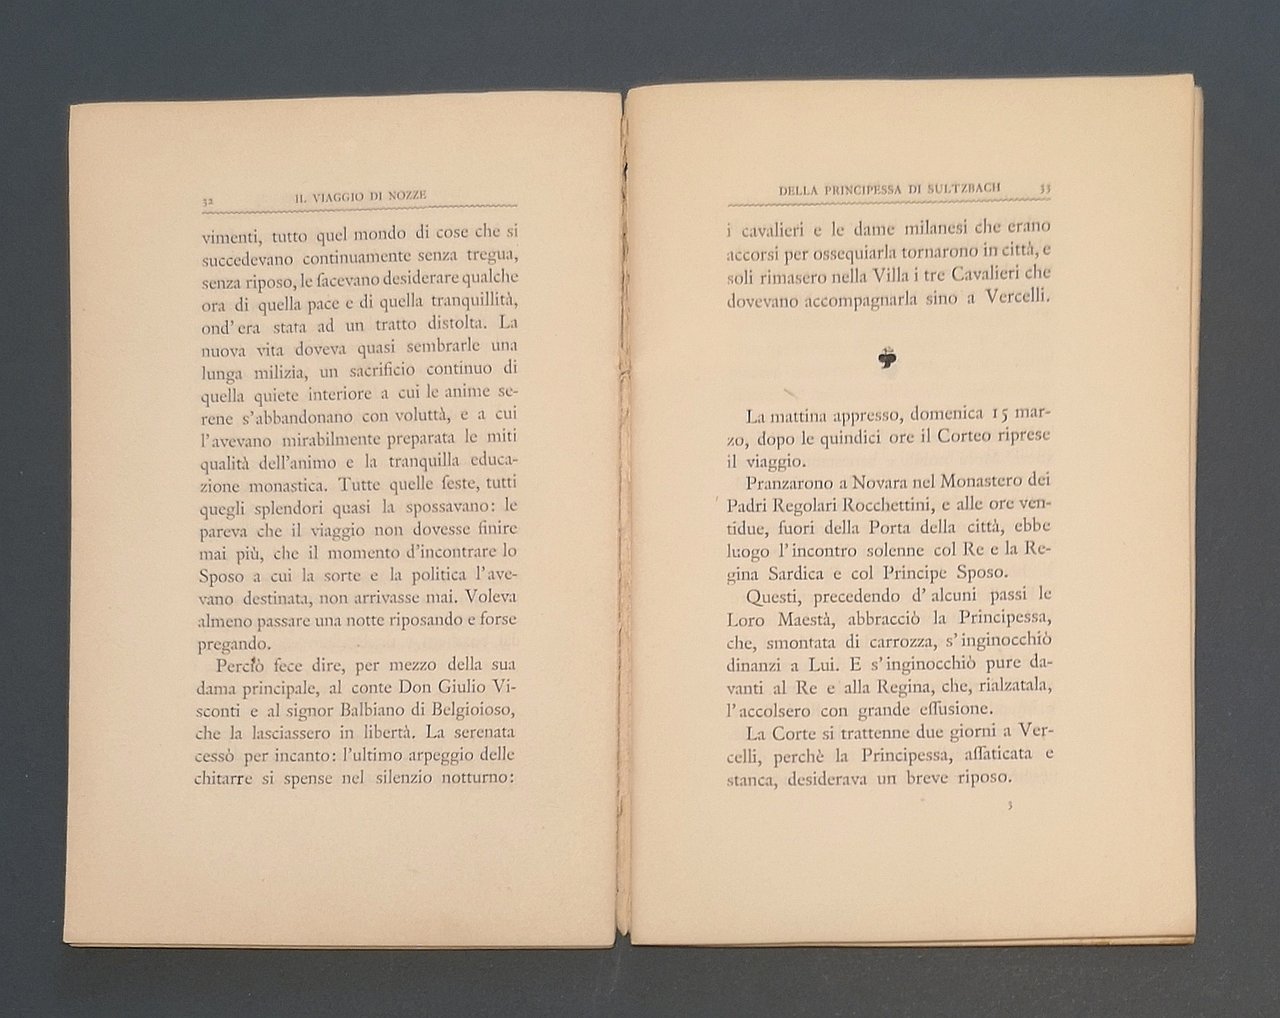 32
IL VIAGGIO DI NOZZE
vimenti, tutto quel mondo di cose che si
succedevano continuamente senza tregua,
senza riposo, le facevano desiderare qualche
ora di quella pace e di quella tranquillità,
ond' era stata ad un tratto distolta. La
nuova vita doveva quasi sembrarle una
lunga milizia, un sacrificio continuo di
quella quiete interiore a cui le anime se-
rene s'abbandonano con voluttà, e a cui
l'avevano mirabilmente preparata le miti
qualità dell'animo e la tranquilla educa-
zione monastica. Tutte quelle feste, tutti
quegli splendori quasi la spossavano: le
pareva che il viaggio non dovesse finire
mai più, che il momento d'incontrare lo
Sposo a cui la sorte e la politica l'ave-
vano destinata, non arrivasse mai. Voleva
almeno passare una notte riposando e forse
pregando.
Perciò fece dire, per mezzo della sua
dama principale, al conte Don Giulio Vi-
sconti e al signor Balbiano di Belgioioso,
che la lasciassero in libertà. La serenata
cessò per incanto: l'ultimo arpeggio delle
chitarre si spense nel silenzio notturno:
DELLA PRINCIPESSA DI SULTZBACH
33
i cavalieri e le dame milanesi che erano
accorsi per ossequiarla tornarono in città, e
soli rimasero nella Villa i tre Cavalieri che
dovevano accompagnarla sino a Vercelli.
La mattina appresso, domenica 15 mar-
zo, dopo le quindici ore il Corteo riprese
il viaggio.
Pranzarono a Novara nel Monastero dei
Padri Regolari Rocchettini, e alle ore ven-
tidue, fuori della Porta della città, ebbe
luogo l'incontro solenne col Re e la Re-
gina Sardica e col Principe Sposo.
Questi, precedendo d' alcuni passi le
Loro Maestà, abbracciò la Principessa,
che, smontata di carrozza, s' inginocchiò
dinanzi a Lui. E s' inginocchiò pure da-
vanti al Re e alla Regina, che, rialzatala,
l'accolsero con grande effusione.
La Corte si trattenne due giorni a Ver-
celli, perchè la Principessa, affaticata e
stanca, desiderava un breve riposo.
3